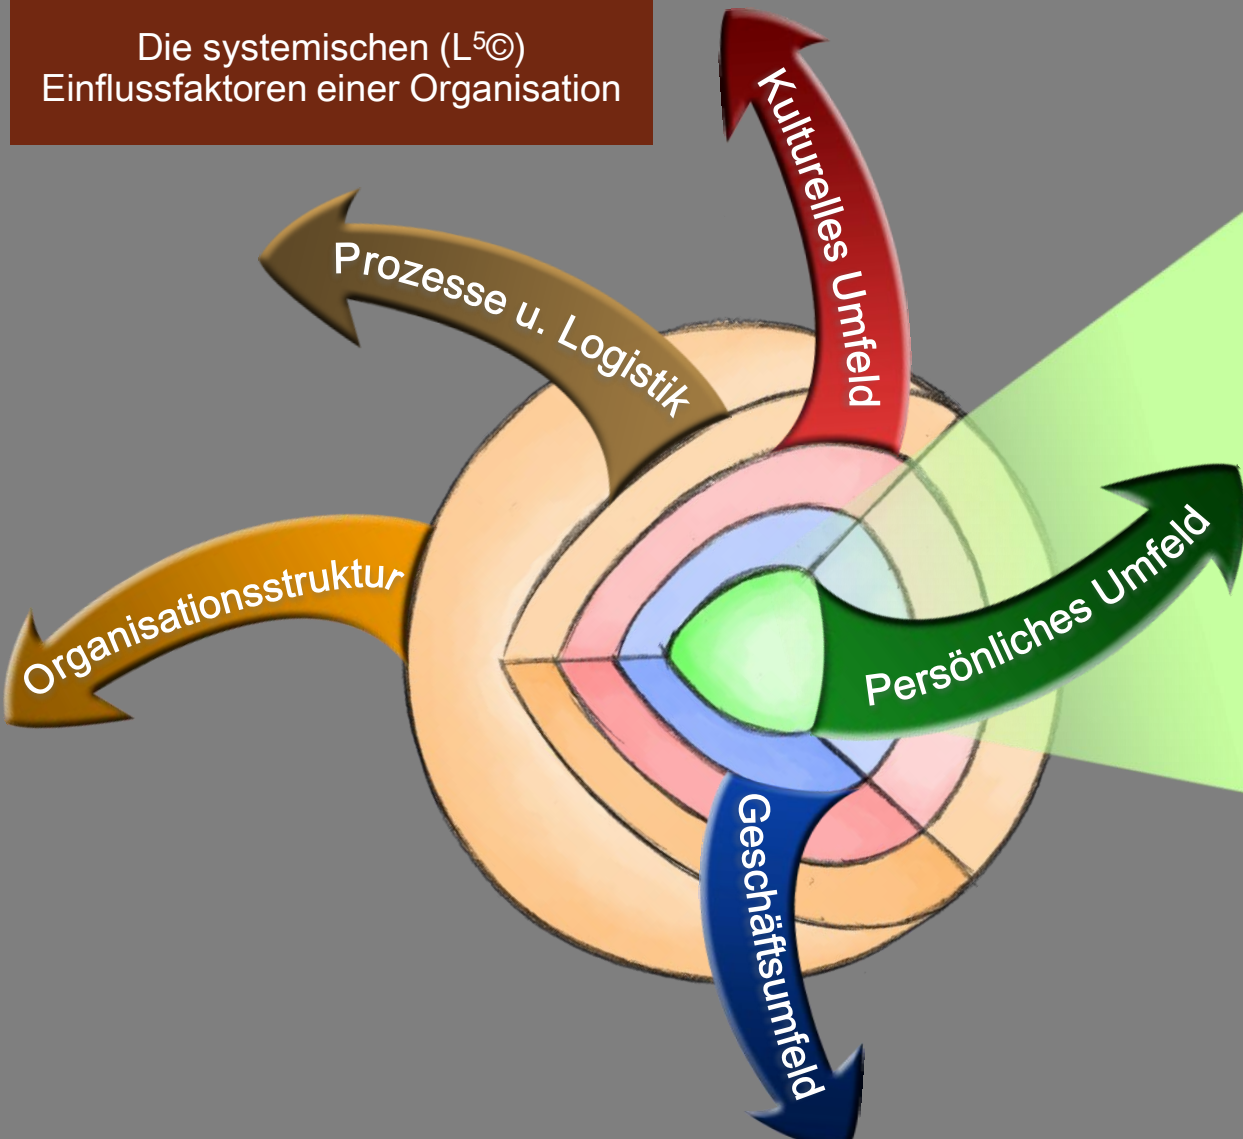 Die systemischen (L⁵©)
Einflussfaktoren einer Organisation
Kulturelles Umfeld
Prozesse u. Logistik
Organisationsstruktur
Persönliches Umfeld
Geschäftsumfeld